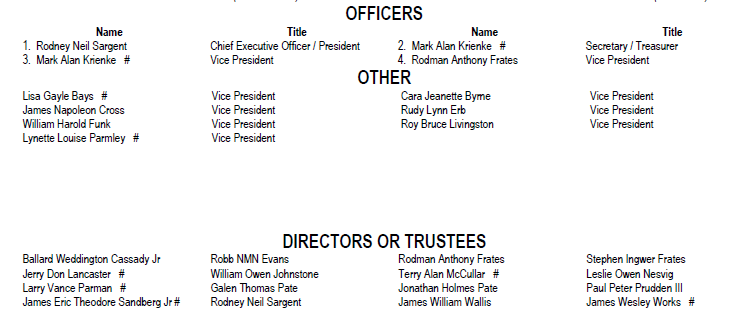 OFFICERS
Name Title Name Title
1. Rodney Neil Sargent Chief Executive Officer / President 2. Mark Alan Krienke # Secretary / Treasurer
3. Mark Alan Krienke # Vice President 4. Rodman Anthony Frates Vice President
OTHER
Lisa Gayle Bays # Vice President Cara Jeanette Byrne Vice President
James Napoleon Cross Vice President Rudy Lynn Erb Vice President
William Harold Funk Vice President Roy Bruce Livingston Vice President
Lynette Louise Parmley # Vice President
DIRECTORS OR TRUSTEES
Ballard Weddington Cassady Jr Robb NMN Evans Rodman Anthony Frates Stephen Ingwer Frates
Jerry Don Lancaster # William Owen Johnstone Terry Alan McCullar # Leslie Owen Nesvig
Larry Vance Parman # Galen Thomas Pate Jonathan Holmes Pate Paul Peter Prudden III
James Eric Theodore Sandberg Jr # Rodney Neil Sargent James William Wallis James Wesley Works #